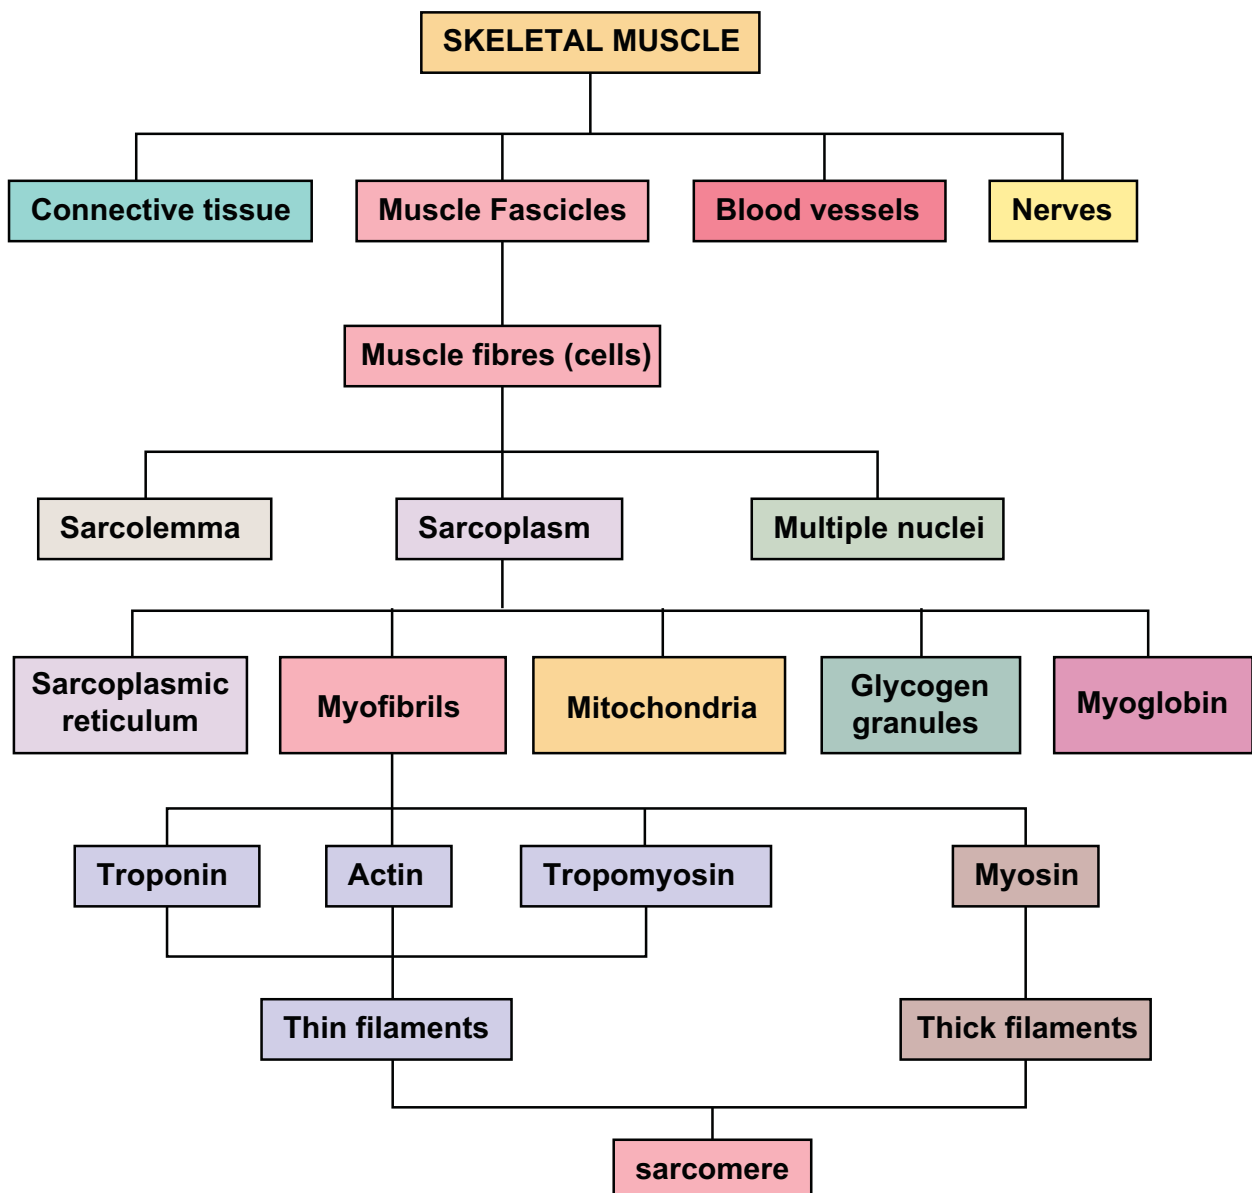 SKELETAL MUSCLE
Connective tissue
Muscle Fascicles
Blood vessels
Nerves
Muscle fibres (cells)
Sarcolemma
Sarcoplasm
Multiple nuclei
Sarcoplasmic
reticulum
Myofibrils
Mitochondria
Glycogen
granules
Myoglobin
Troponin
Actin
Tropomyosin
Myosin
Thin filaments
Thick filaments
sarcomere